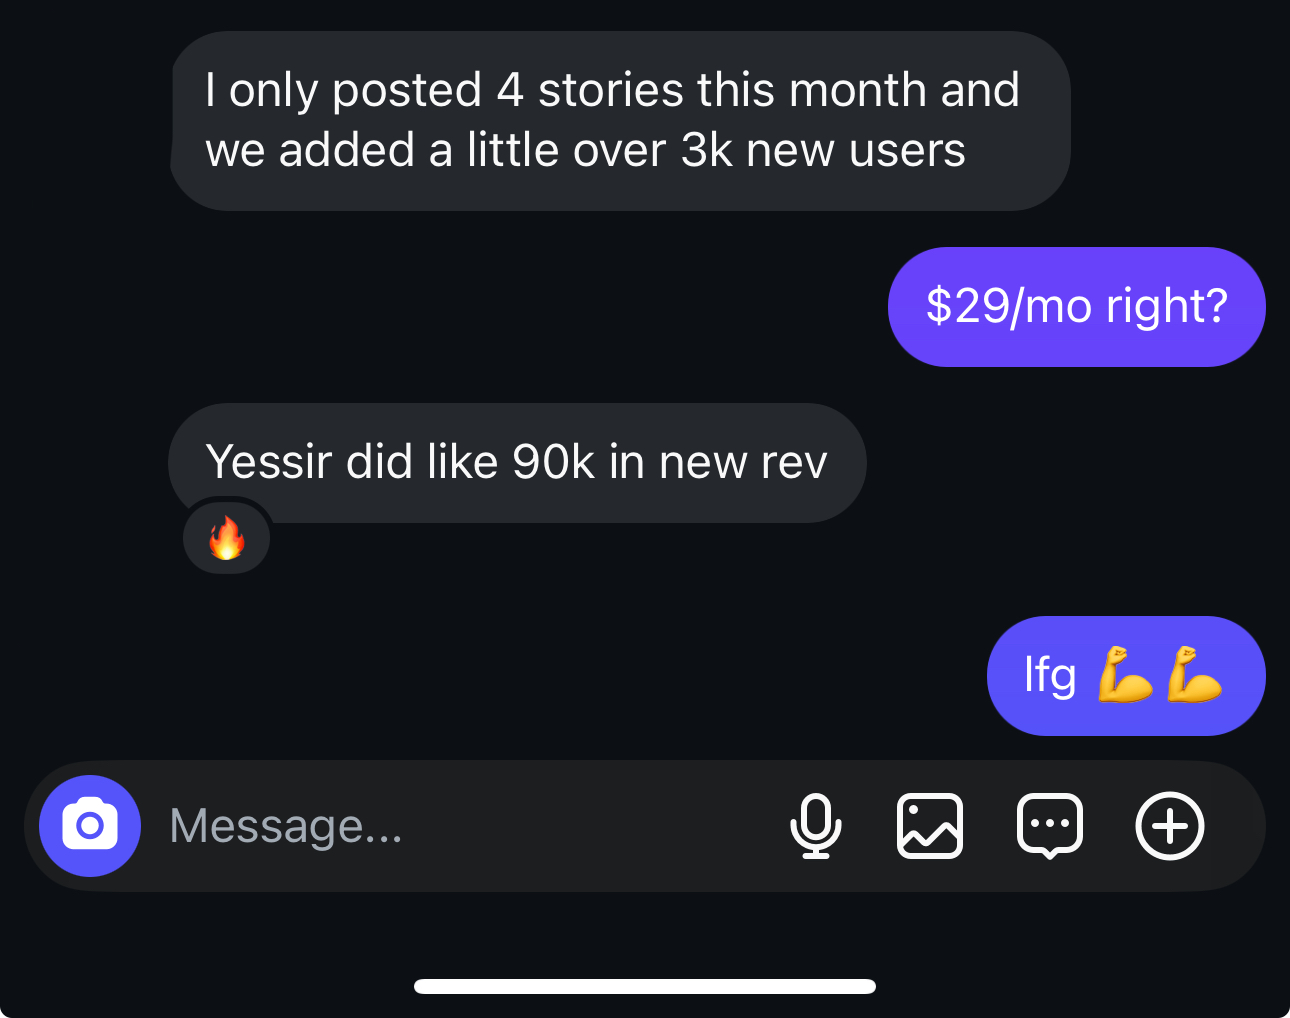 I only posted 4 stories this month and
we added a little over 3k new users
$29/mo right?
Yessir did like 90k in new rev
🔥
lfg 💪💪
Message...